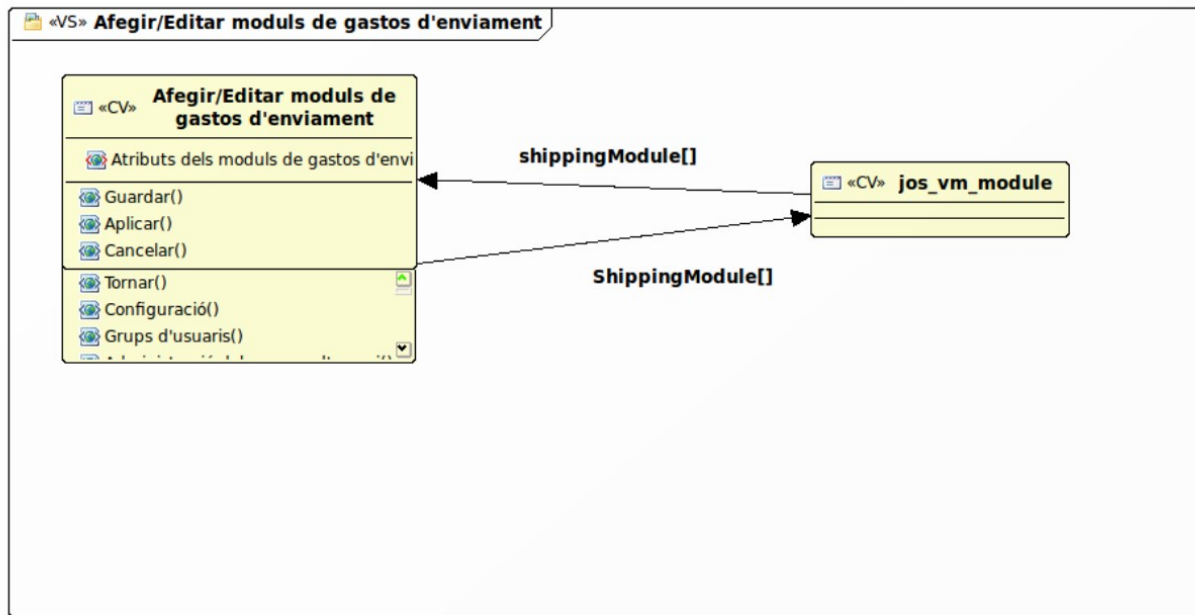 «VS» Afegir/Editar moduls de gastos d'enviament
«CV» Afegir/Editar moduls de
gastos d'enviament
Atributs dels moduls de gastos d'envi
Guardar()
Aplicar()
Cancelar()
Tornar()
Configuració()
Grups d'usuaris()
shippingModule[]
ShippingModule[]
«CV» jos_vm_module